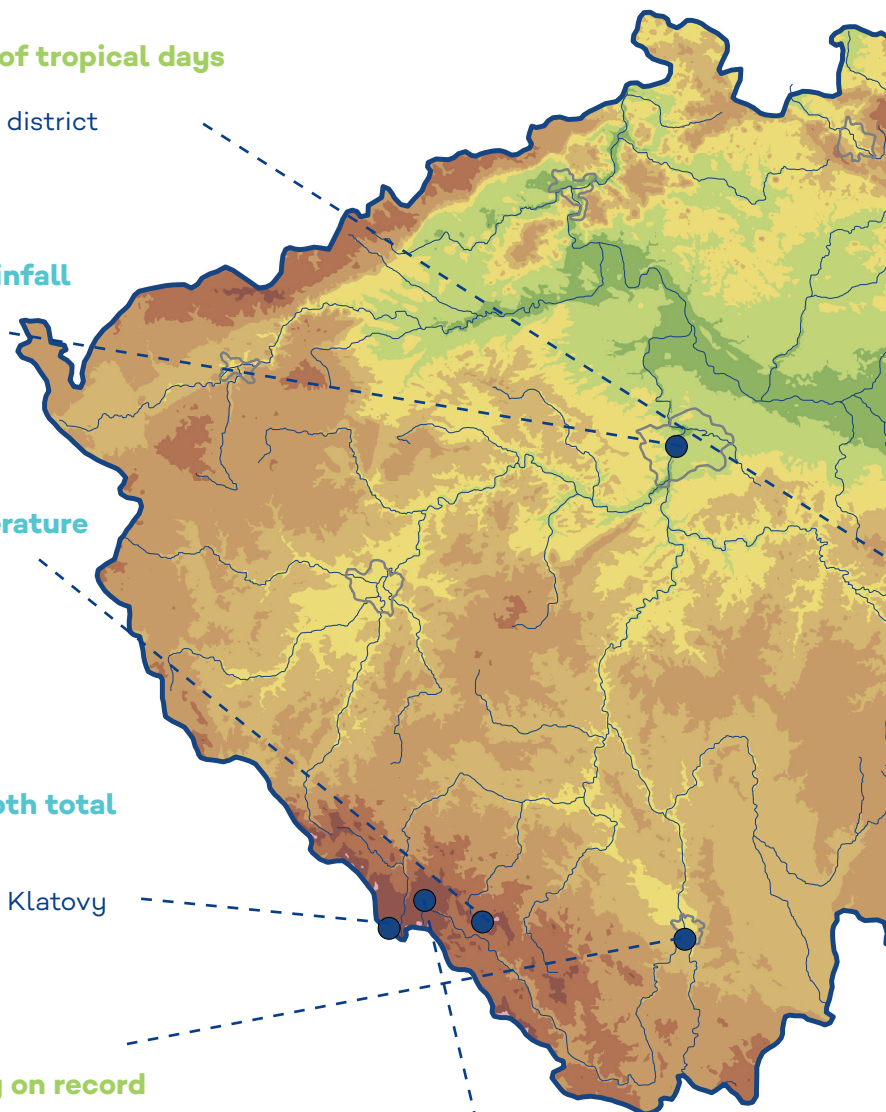 of tropical days
district
infall
erature
oth total
Klatovy
on record